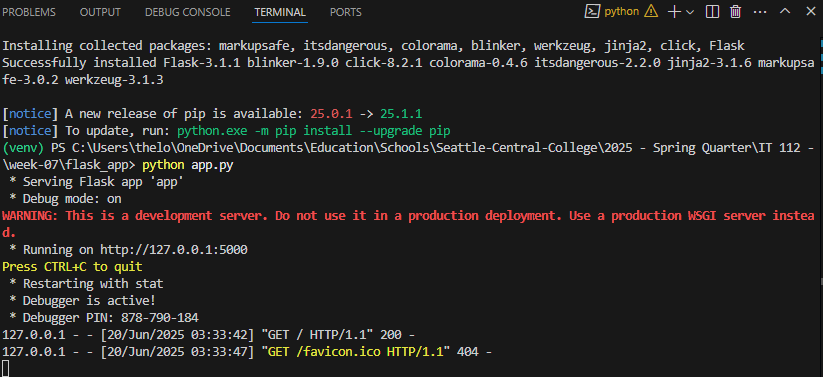 PROBLEMS OUTPUT DEBUG CONSOLE TERMINAL PORTS python
Installing collected packages: markupsafe, itsdangerous, colorama, blinker, werkzeug, jinja2, click, Flask
Successfully installed Flask-3.1.1 blinker-1.9.0 click-8.2.1 colorama-0.4.6 itsdangerous-2.2.0 jinja2-3.1.6 markupsa
fe-3.0.2 werkzeug-3.1.3
[notice] A new release of pip is available: 25.0.1 -> 25.1.1
[notice] To update, run: python.exe -m pip install --upgrade pip
(venv) PS C:\Users\thelo\OneDrive\Documents\Education\Schools\Seattle-Central-College\2025 - Spring Quarter\IT 112 -
\week-07\flask_app> python app.py
 * Serving Flask app 'app'
 * Debug mode: on
WARNING: This is a development server. Do not use it in a production deployment. Use a production WSGI server instea
d.
 * Running on http://127.0.0.1:5000
Press CTRL+C to quit
 * Restarting with stat
 * Debugger is active!
 * Debugger PIN: 878-790-184
127.0.0.1 - - [20/Jun/2025 03:33:42] "GET / HTTP/1.1" 200 -
127.0.0.1 - - [20/Jun/2025 03:33:47] "GET /favicon.ico HTTP/1.1" 404 -